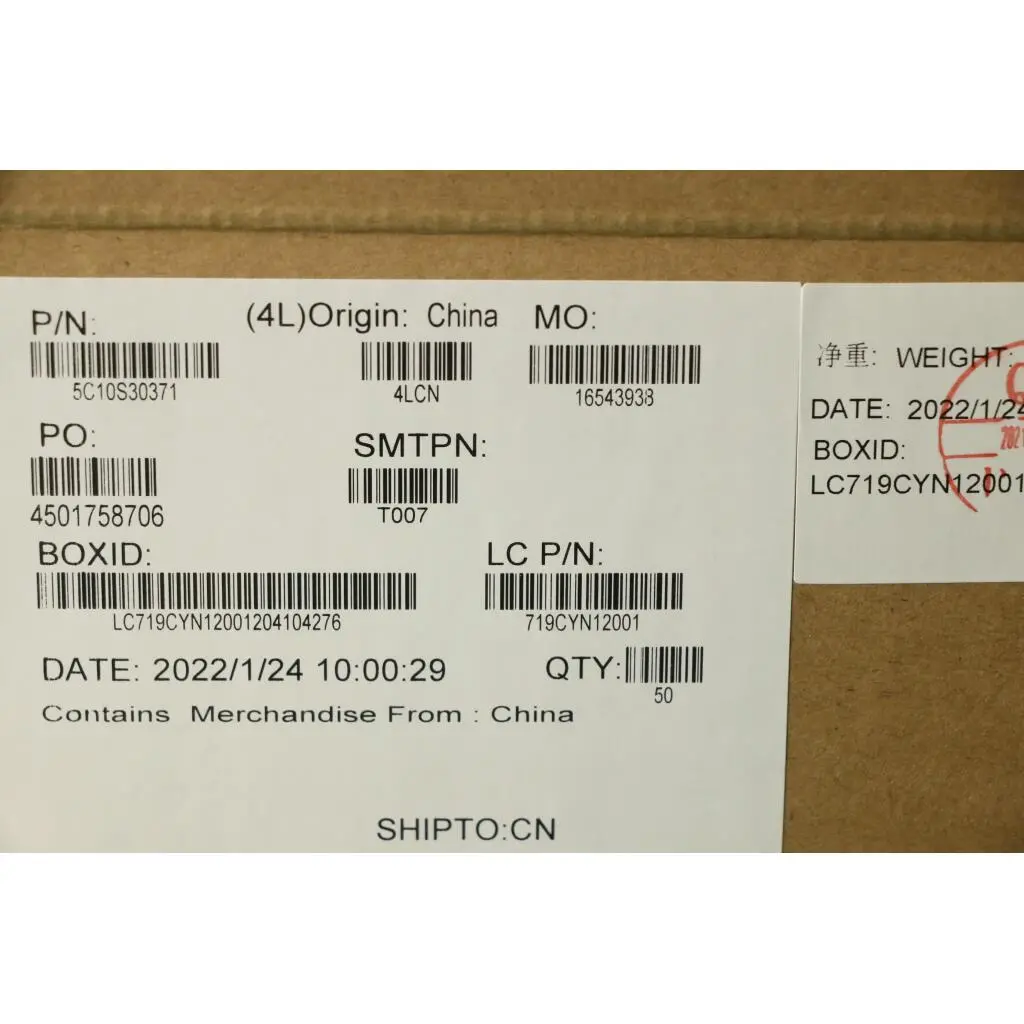 P/N:
5C10S30371
(4L)Origin: China
4LCN
MO:
16543938
PO:
4501758706
SMTPN:
T007
BOXID:
LC719CYN12001204104276
LC P/N:
719CYN12001
DATE: 2022/1/24 10:00:29
QTY:
50
Contains Merchandise From : China
SHIPTO:CN
净重: WEIGHT:
DATE: 2022/1/24
BOXID:
LC719CYN12001